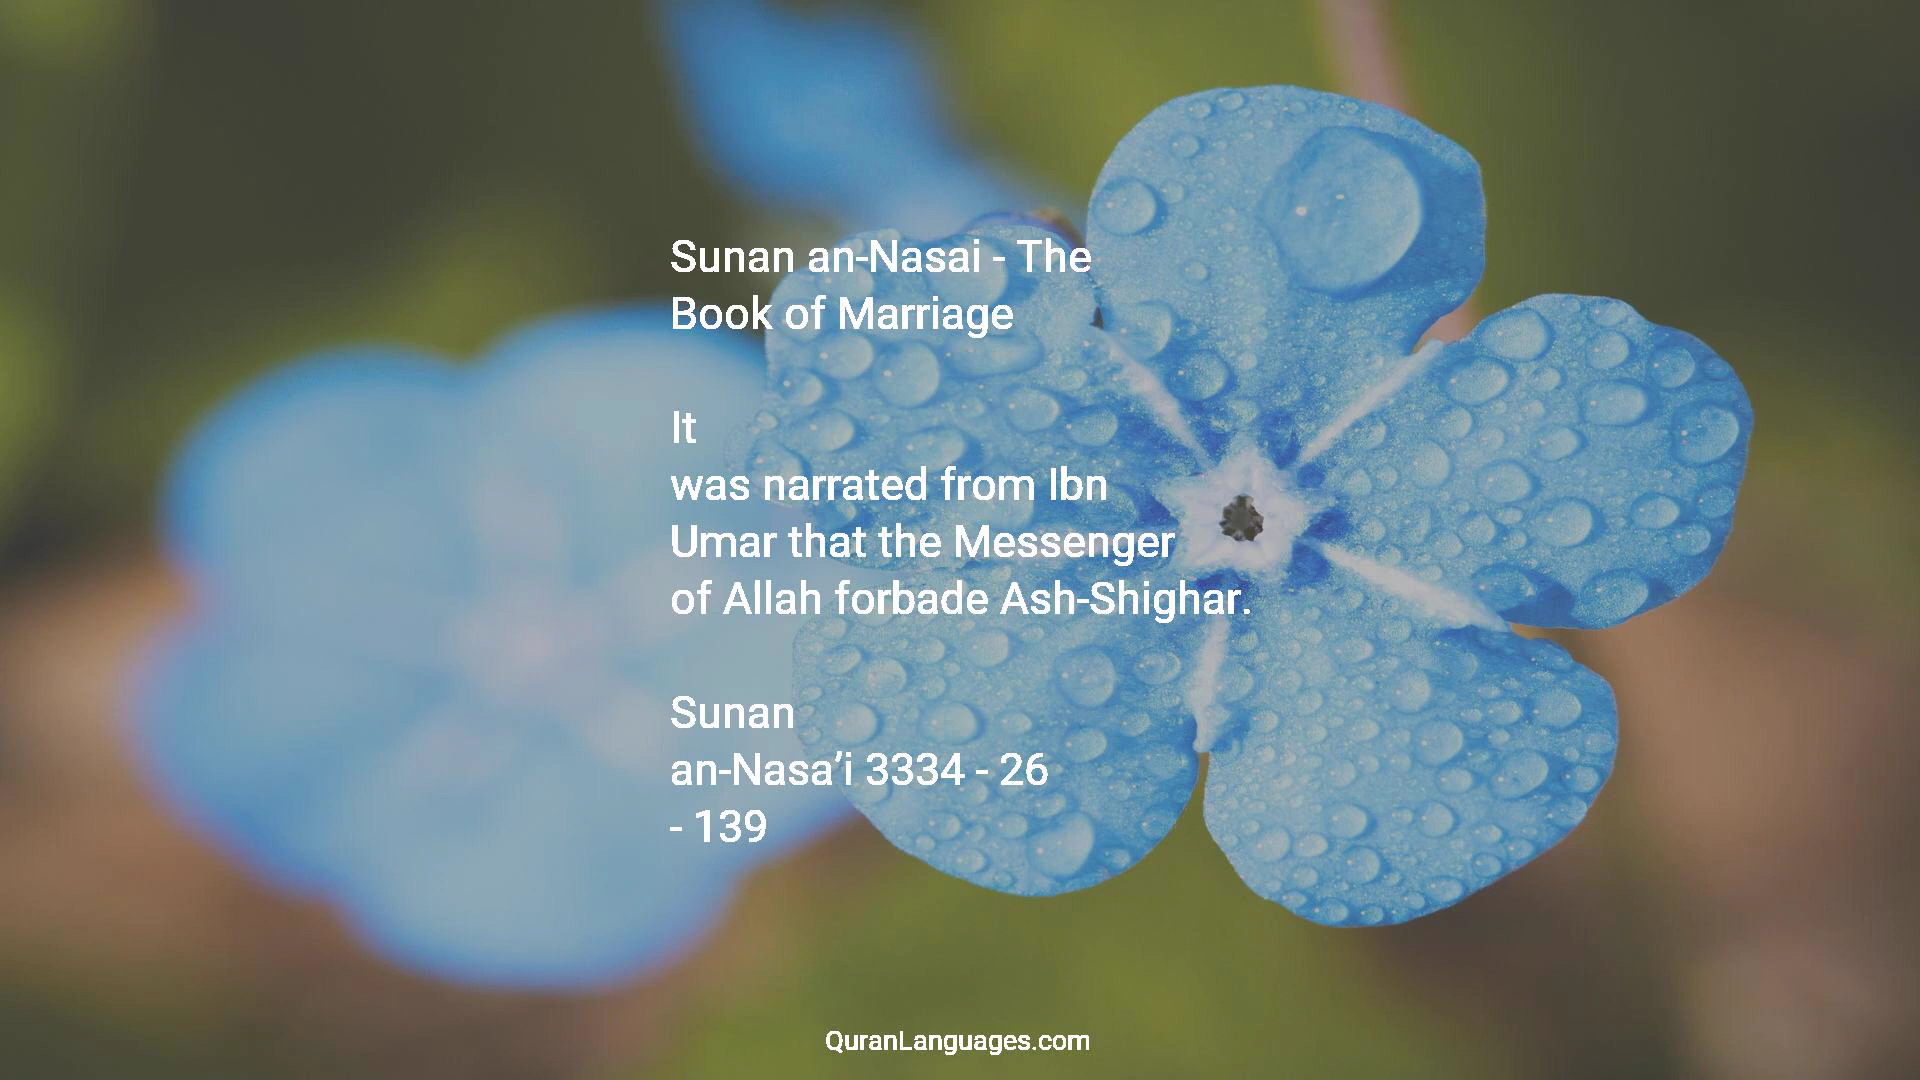 Sunan an-Nasai - The
Book of Marriage
It
was narrated from Ibn
Umar that the Messenger
of Allah forbade Ash-Shighar.
Sunan
an-Nasa’i 3334 - 26
- 139
QuranLanguages.com